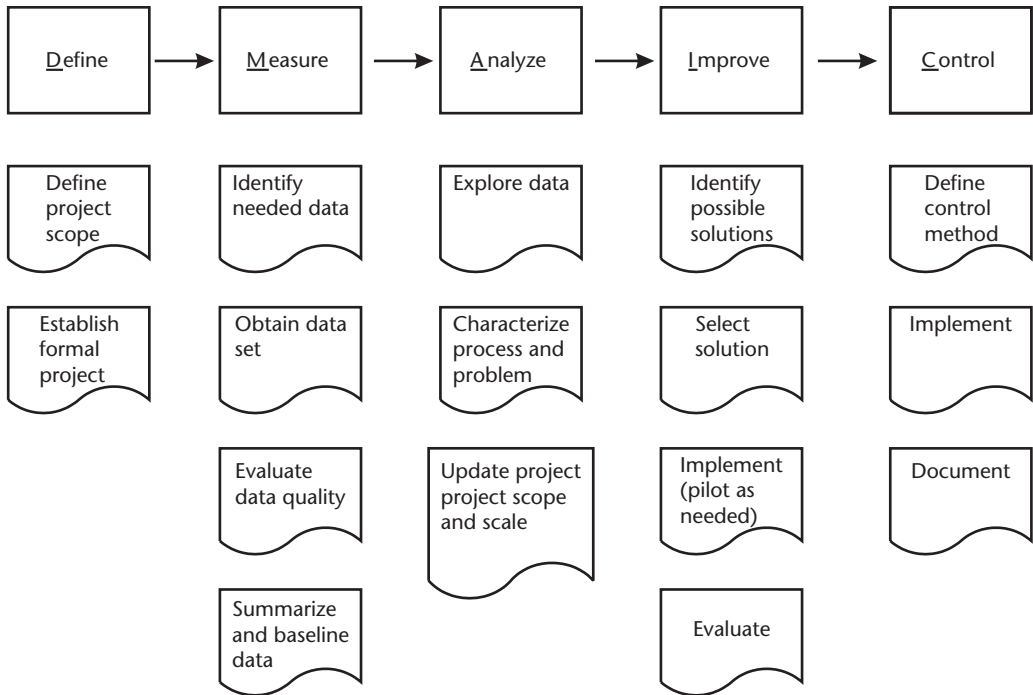 Define
Measure
Analyze
Improve
Control
Define
project
scope
Establish
formal
project
Identify
needed data
Obtain data
set
Evaluate
data quality
Summarize
and baseline
data
Explore data
Characterize
process and
problem
Update project
project scope
and scale
Identify
possible
solutions
Select
solution
Implement
(pilot as
needed)
Evaluate
Define
control
method
Implement
Document